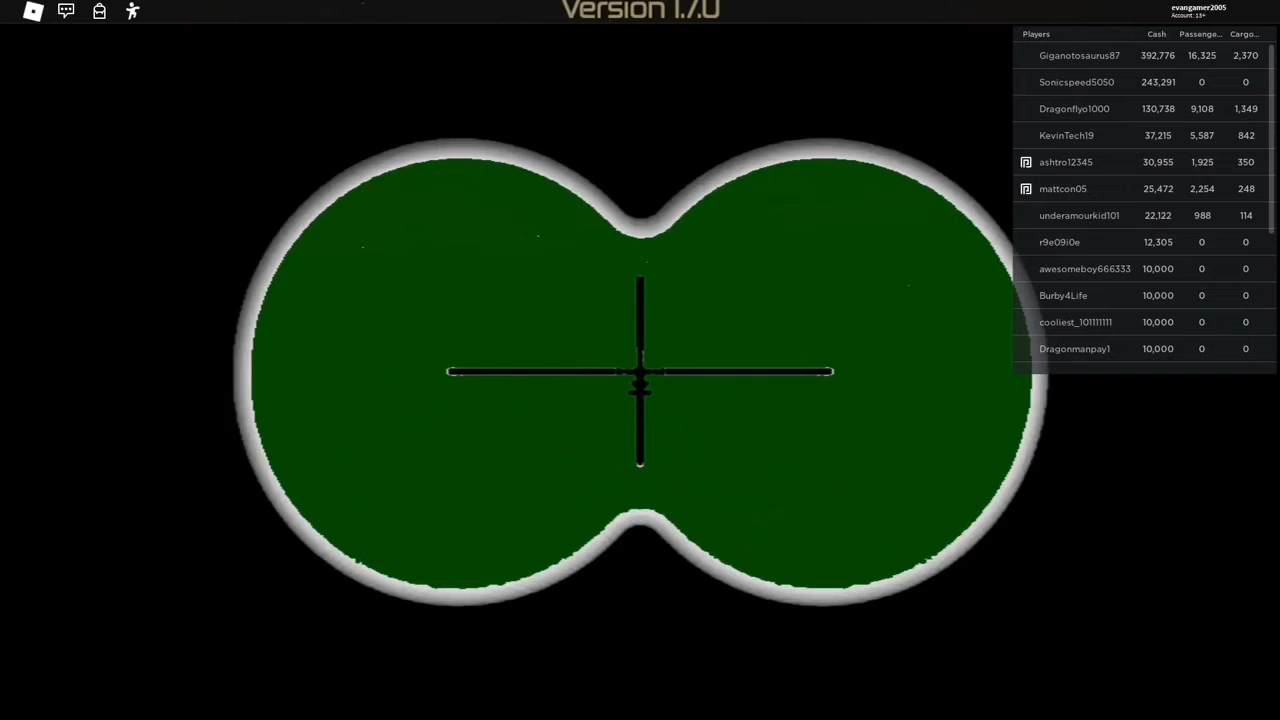 Version 1.7.0
evangamer2005
Account: 13+
Players Cash Passenge... Cargo...
Giganotosaurus87 392,776 16,325 2,370
Sonicspeed5050 243,291 0 0
Dragonflyo1000 130,738 9,108 1,349
KevinTech19 37,215 5,587 842
ashtro12345 30,955 1,925 350
mattcon05 25,472 2,254 248
underamourkid101 22,122 988 114
r9e09i0e 12,305 0 0
awesomeboy666333 10,000 0 0
Burby4Life 10,000 0 0
cooliest_101111111 10,000 0 0
Dragonmanpay1 10,000 0 0